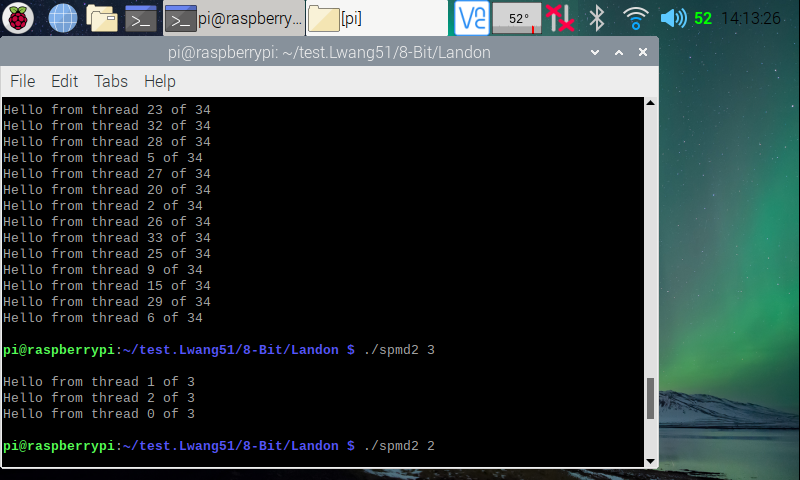 pi@raspberry...
[pi]
VNC
52°
52
14:13:26
pi@raspberrypi: ~/test.Lwang51/8-Bit/Landon
File Edit Tabs Help
Hello from thread 23 of 34
Hello from thread 32 of 34
Hello from thread 28 of 34
Hello from thread 5 of 34
Hello from thread 27 of 34
Hello from thread 20 of 34
Hello from thread 2 of 34
Hello from thread 26 of 34
Hello from thread 33 of 34
Hello from thread 25 of 34
Hello from thread 9 of 34
Hello from thread 15 of 34
Hello from thread 29 of 34
Hello from thread 6 of 34
pi@raspberrypi:~/test.Lwang51/8-Bit/Landon $ ./spmd2 3
Hello from thread 1 of 3
Hello from thread 2 of 3
Hello from thread 0 of 3
pi@raspberrypi:~/test.Lwang51/8-Bit/Landon $ ./spmd2 2